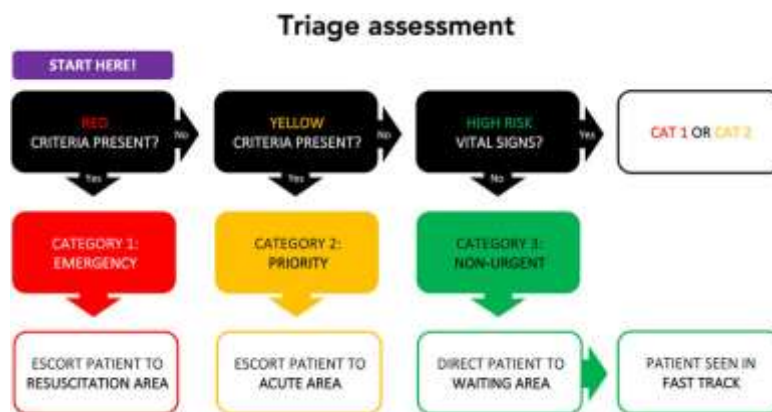 Triage assessment
START HERE!
RED
CRITERIA PRESENT?
No
YELLOW
CRITERIA PRESENT?
No
HIGH RISK
VITAL SIGNS?
Yes
CAT 1 OR CAT 2
Yes
Yes
No
CATEGORY 1:
EMERGENCY
CATEGORY 2:
PRIORITY
CATEGORY 3:
NON-URGENT
ESCORT PATIENT TO
RESUSCITATION AREA
ESCORT PATIENT TO
ACUTE AREA
DIRECT PATIENT TO
WAITING AREA
PATIENT SEEN IN
FAST TRACK